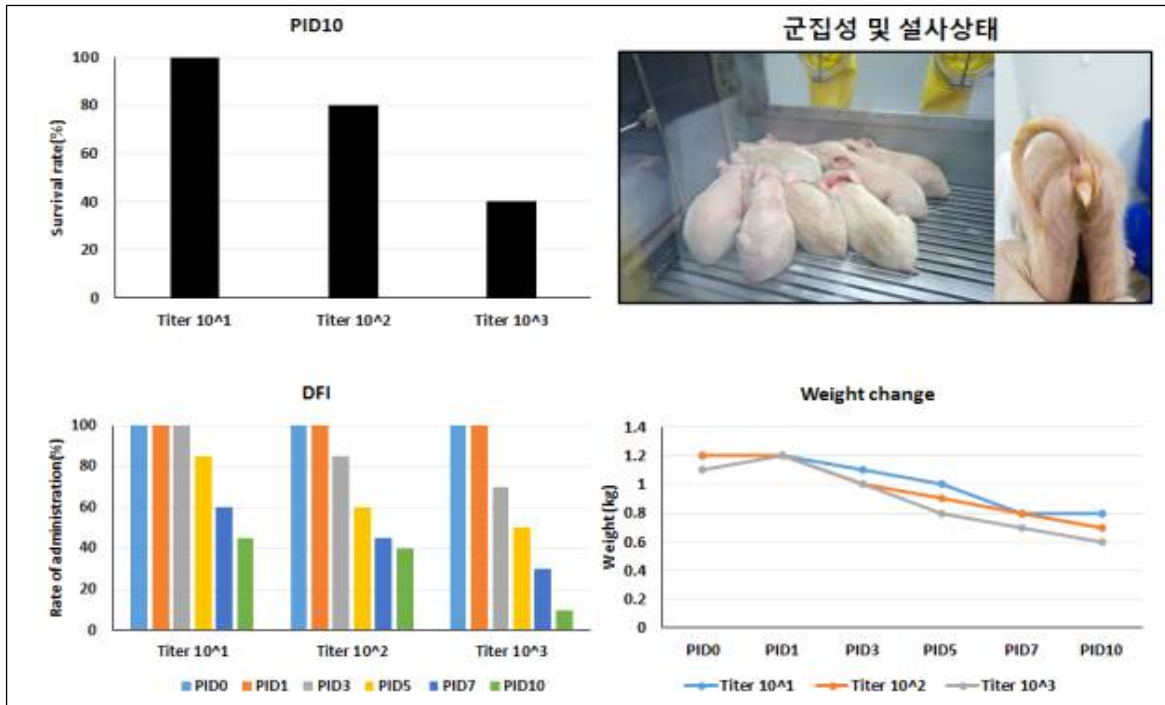 PID10
Survival rate(%)
100
80
60
40
20
0
Titer 10^1 Titer 10^2 Titer 10^3
군집성 및 설사상태
DFI
Rate of administration(%)
100
80
60
40
20
0
Titer 10^1 Titer 10^2 Titer 10^3
PID0 PID1 PID3 PID5 PID7 PID10
Weight change
Weight (kg)
1.4
1.2
1
0.8
0.6
0.4
0.2
0
PID0 PID1 PID3 PID5 PID7 PID10
Titer 10^1 Titer 10^2 Titer 10^3